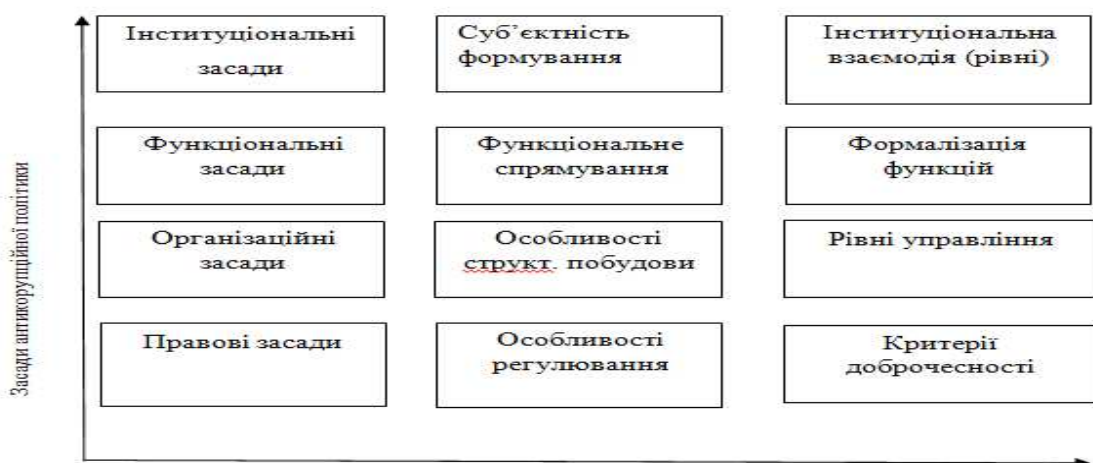 Засади антикорупційної політики
Інституціональні
засади
Суб’єктність
формування
Інституціональна
взаємодія (рівні)
Функціональні
засади
Функціональне
спрямування
Формалізація
функцій
Організаційні
засади
Особливості
структ. побудови
Рівні управління
Правові засади
Особливості
регулювання
Критерії
доброчесності